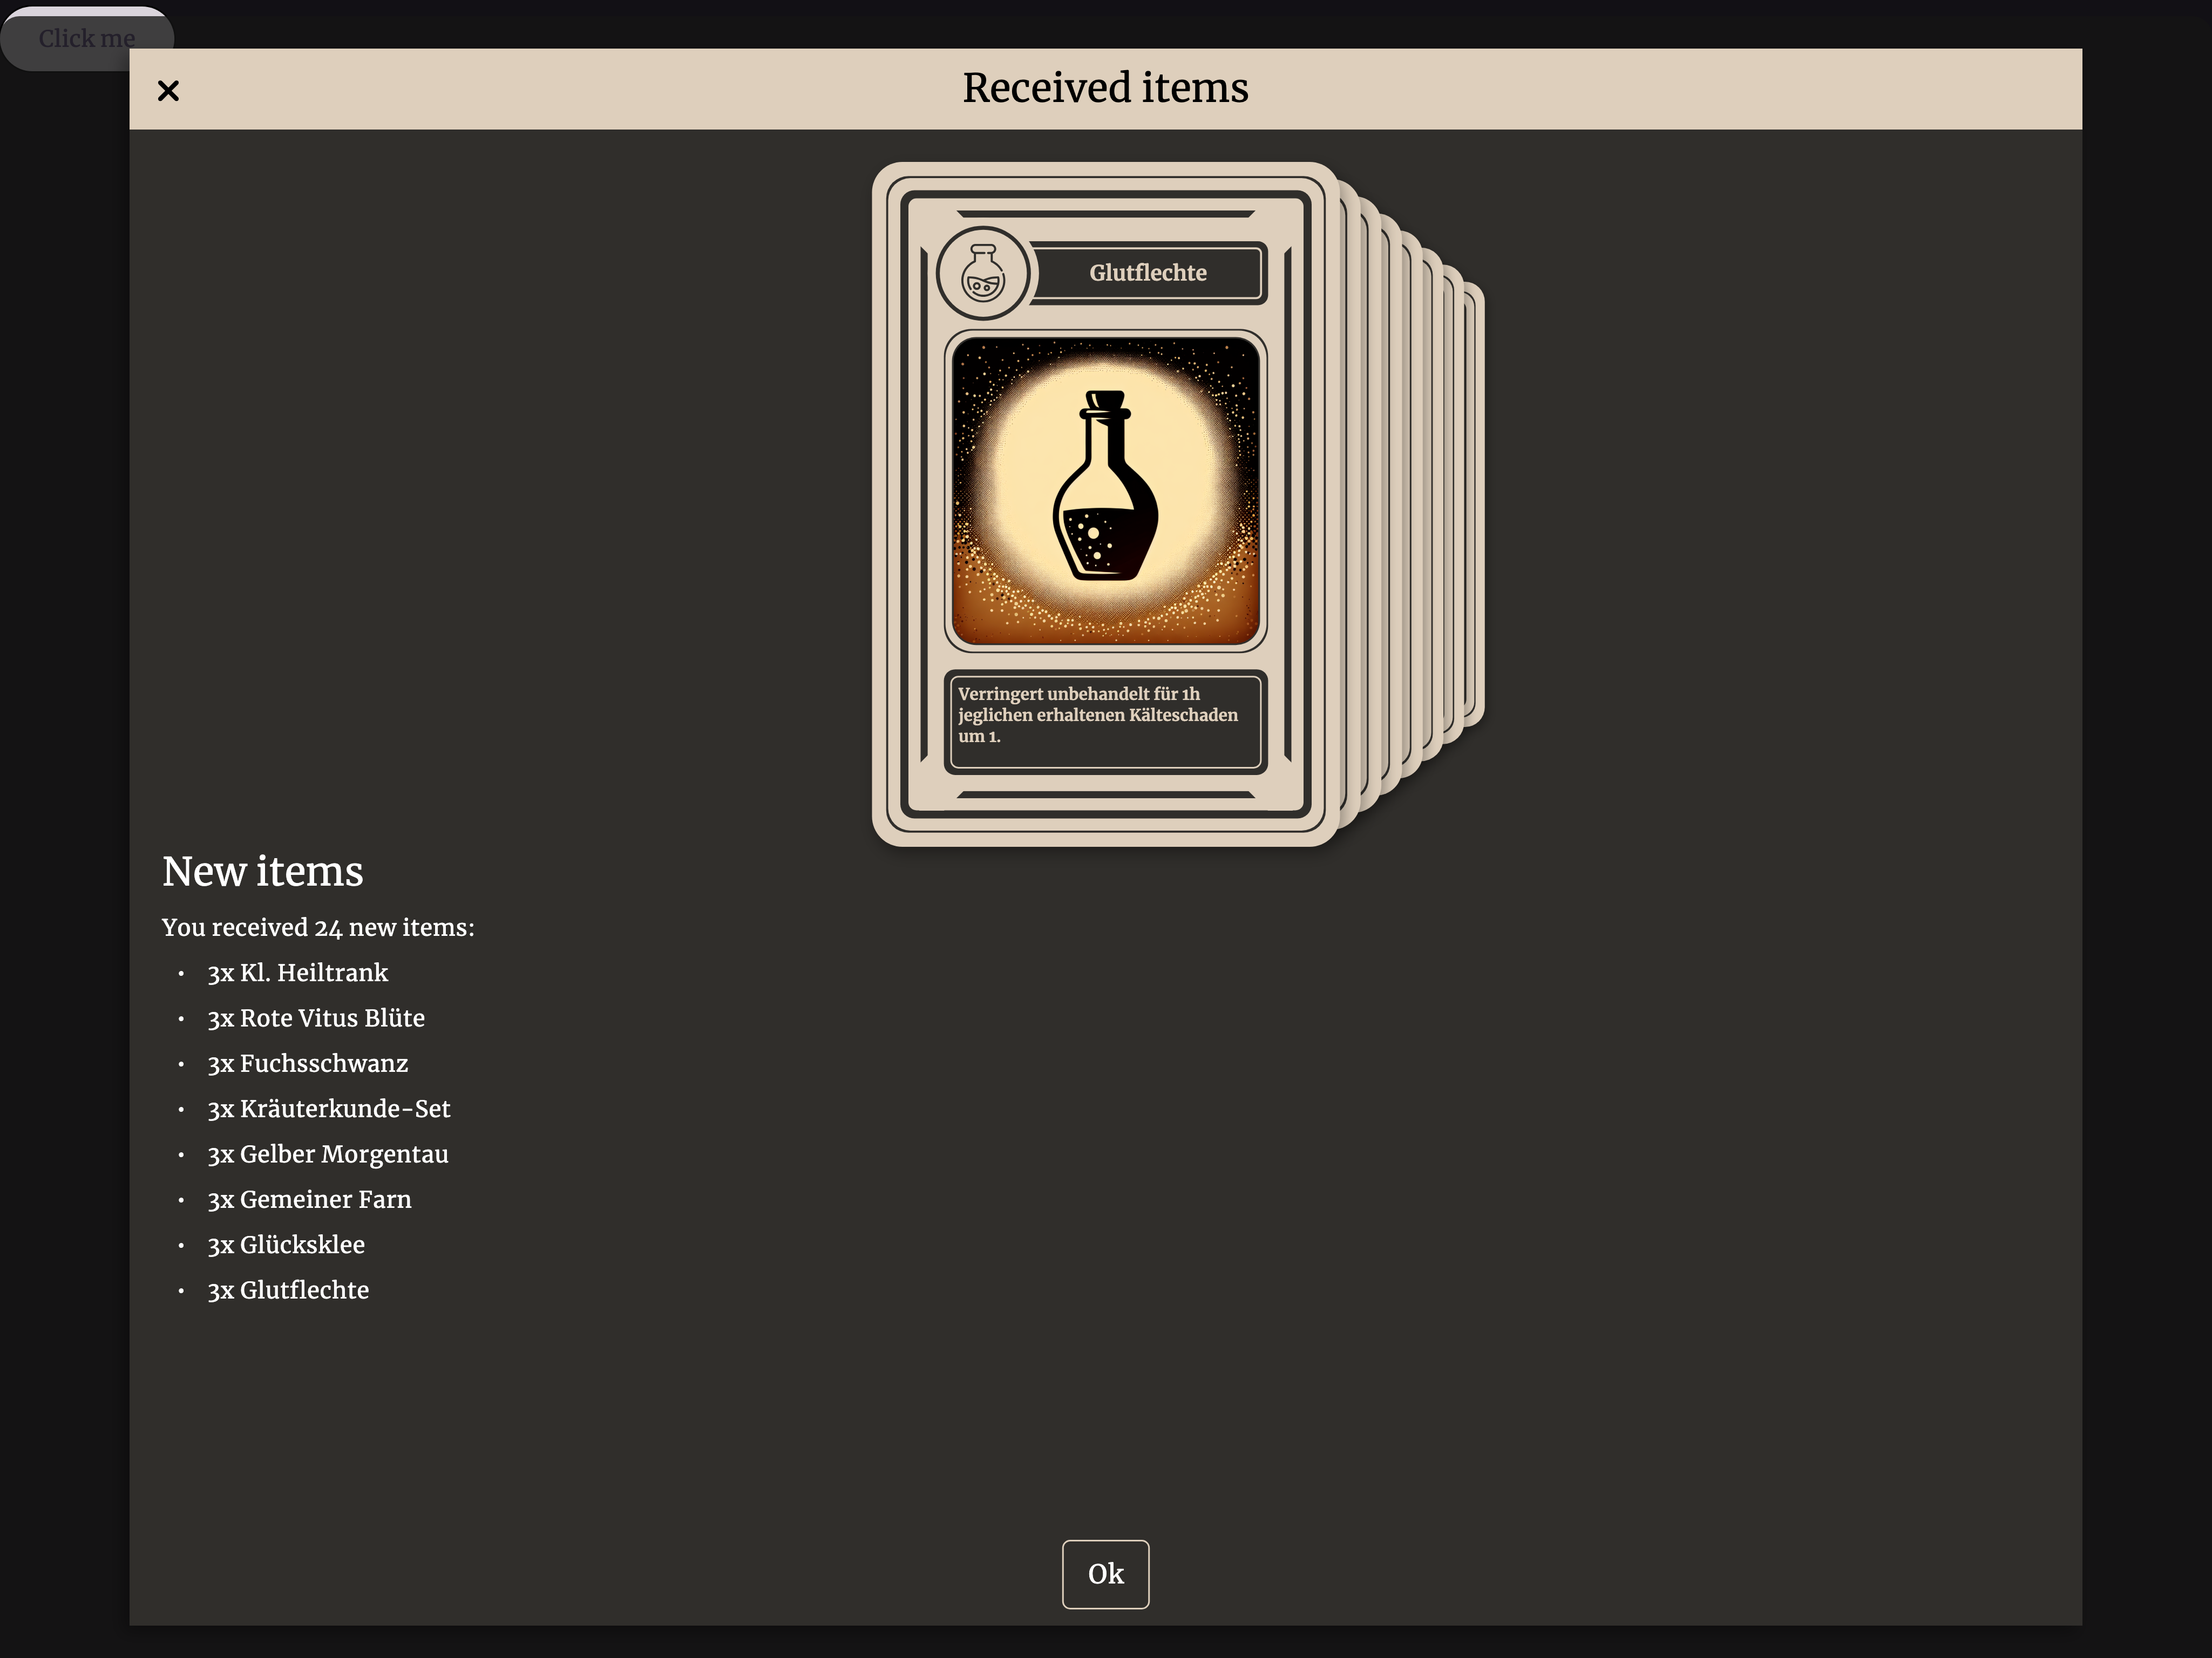 Click me
Received items
Glutflechte
Verringert unbehandelt für 1h
jeglichen erhaltenen Kälteschaden
um 1.
New items
You received 24 new items:
• 3x Kl. Heiltrank
• 3x Rote Vitus Blüte
• 3x Fuchsschwanz
• 3x Kräuterkunde-Set
• 3x Gelber Morgentau
• 3x Gemeiner Farn
• 3x Glücksklee
• 3x Glutflechte
Ok